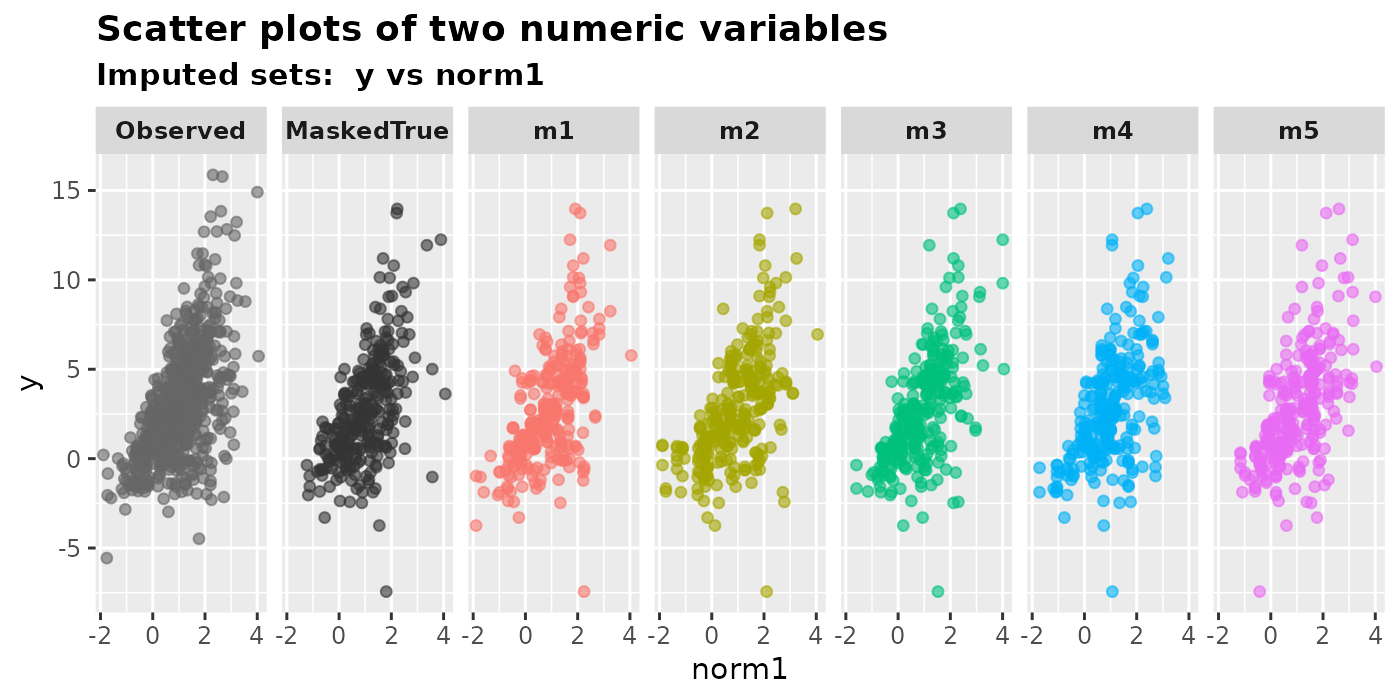 Scatter plots of two numeric variables
Imputed sets:  y vs norm1
Observed MaskedTrue m1 m2 m3 m4 m5
15
10
5
0
-5
y
-2 0 2 4 -2 0 2 4 -2 0 2 4 -2 0 2 4 -2 0 2 4 -2 0 2 4 -2 0 2 4
norm1